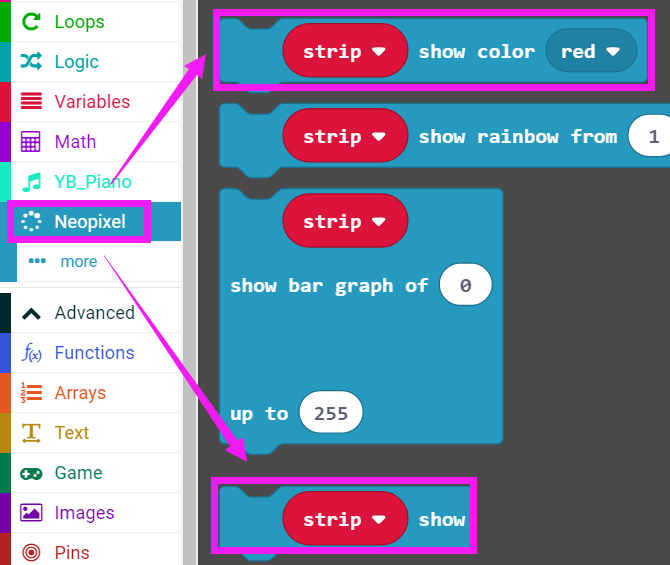 Loops
Logic
Variables
Math
YB_Piano
Neopixel
more
Advanced
Functions
Arrays
Text
Game
Images
Pins
strip show color red
strip show rainbow from 1
strip
show bar graph of 0
up to 255
strip show